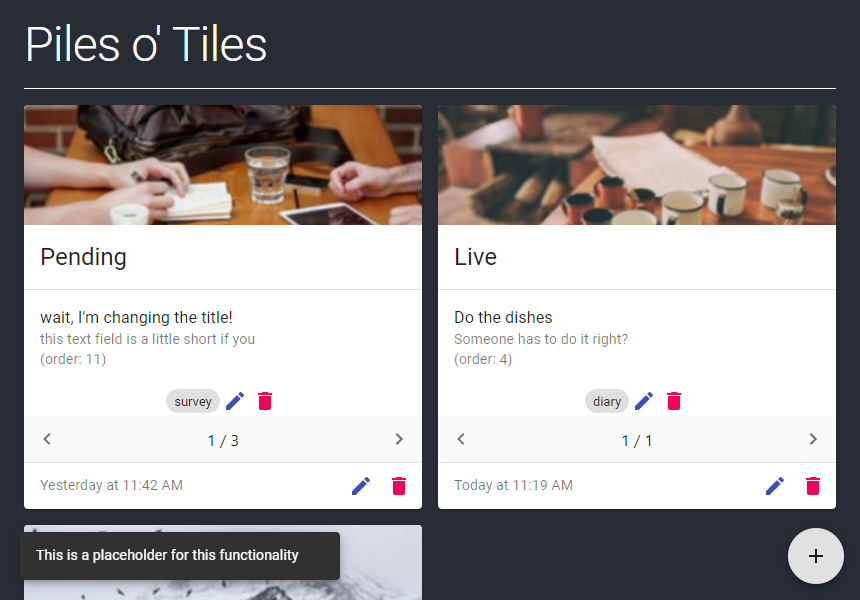 Piles o' Tiles
Pending
wait, I'm changing the title!
this text field is a little short if you
(order: 11)
survey
1 / 3
Yesterday at 11:42 AM
Live
Do the dishes
Someone has to do it right?
(order: 4)
diary
1 / 1
Today at 11:19 AM
This is a placeholder for this functionality